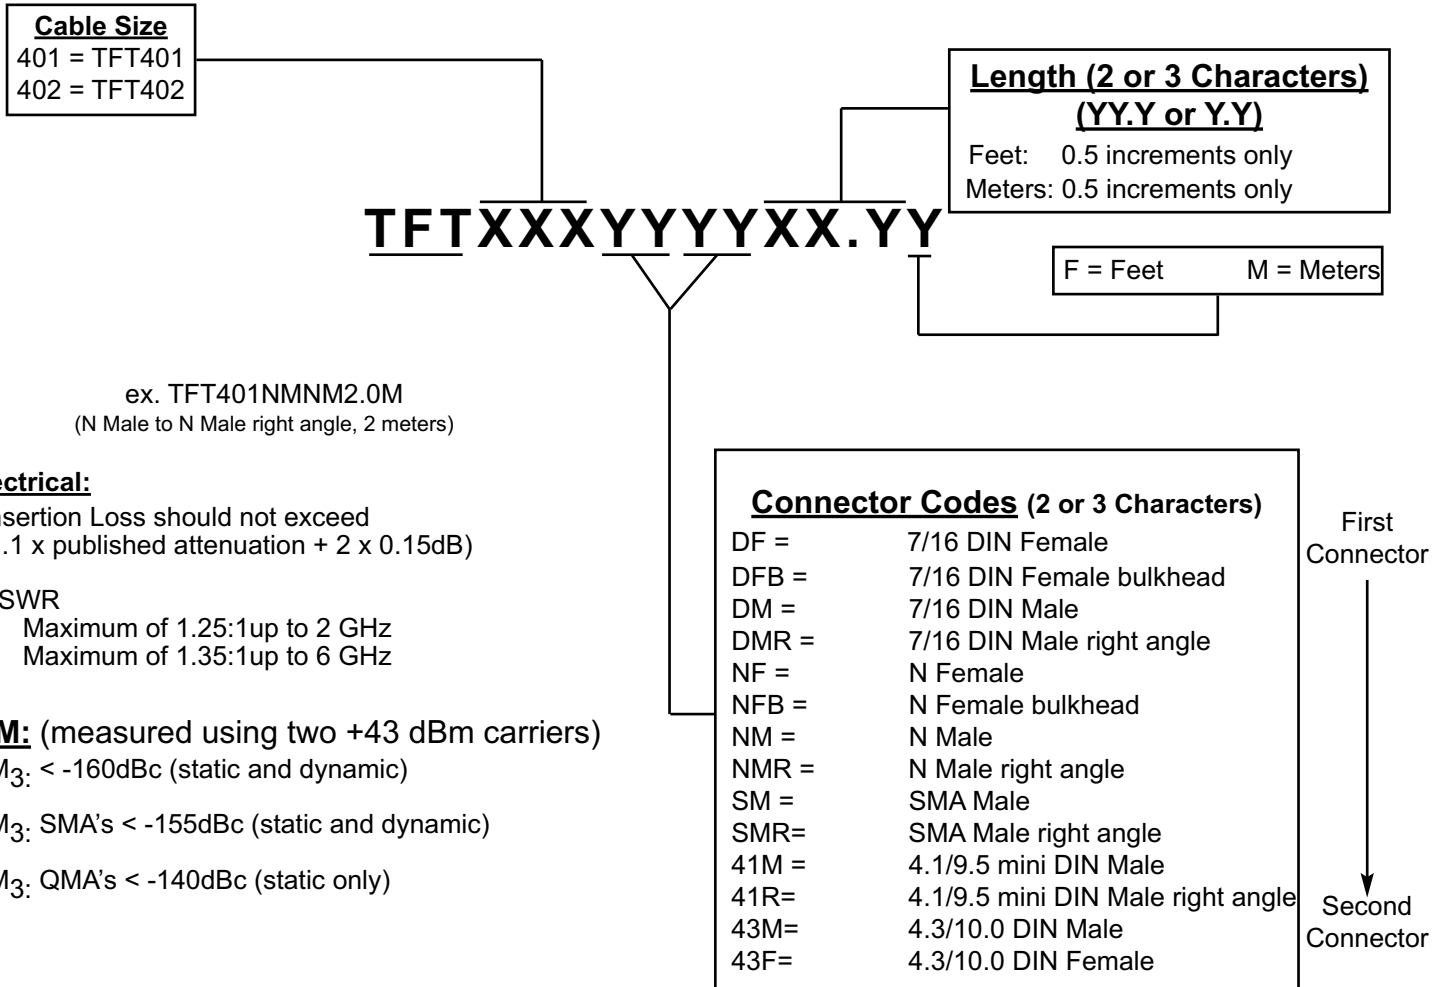 Cable Size
401 = TFT401
402 = TFT402
Length (2 or 3 Characters)
(YY.Y or Y.Y)
Feet: 0.5 increments only
Meters: 0.5 increments only
TFTXXXYYYYXX.YY
F = Feet M = Meters
ex. TFT401NMNM2.0M
(N Male to N Male right angle, 2 meters)
ectrical:
nsertion Loss should not exceed
.1 x published attenuation + 2 x 0.15dB)
SWR
Maximum of 1.25:1up to 2 GHz
Maximum of 1.35:1up to 6 GHz
M: (measured using two +43 dBm carriers)
M3: < -160dBc (static and dynamic)
M3: SMA's < -155dBc (static and dynamic)
M3: QMA's < -140dBc (static only)
Connector Codes (2 or 3 Characters)
DF = 7/16 DIN Female
DFB = 7/16 DIN Female bulkhead
DM = 7/16 DIN Male
DMR = 7/16 DIN Male right angle
NF = N Female
NFB = N Female bulkhead
NM = N Male
NMR = N Male right angle
SM = SMA Male
SMR= SMA Male right angle
41M = 4.1/9.5 mini DIN Male
41R= 4.1/9.5 mini DIN Male right angle
43M= 4.3/10.0 DIN Male
43F= 4.3/10.0 DIN Female
First
Connector
Second
Connector